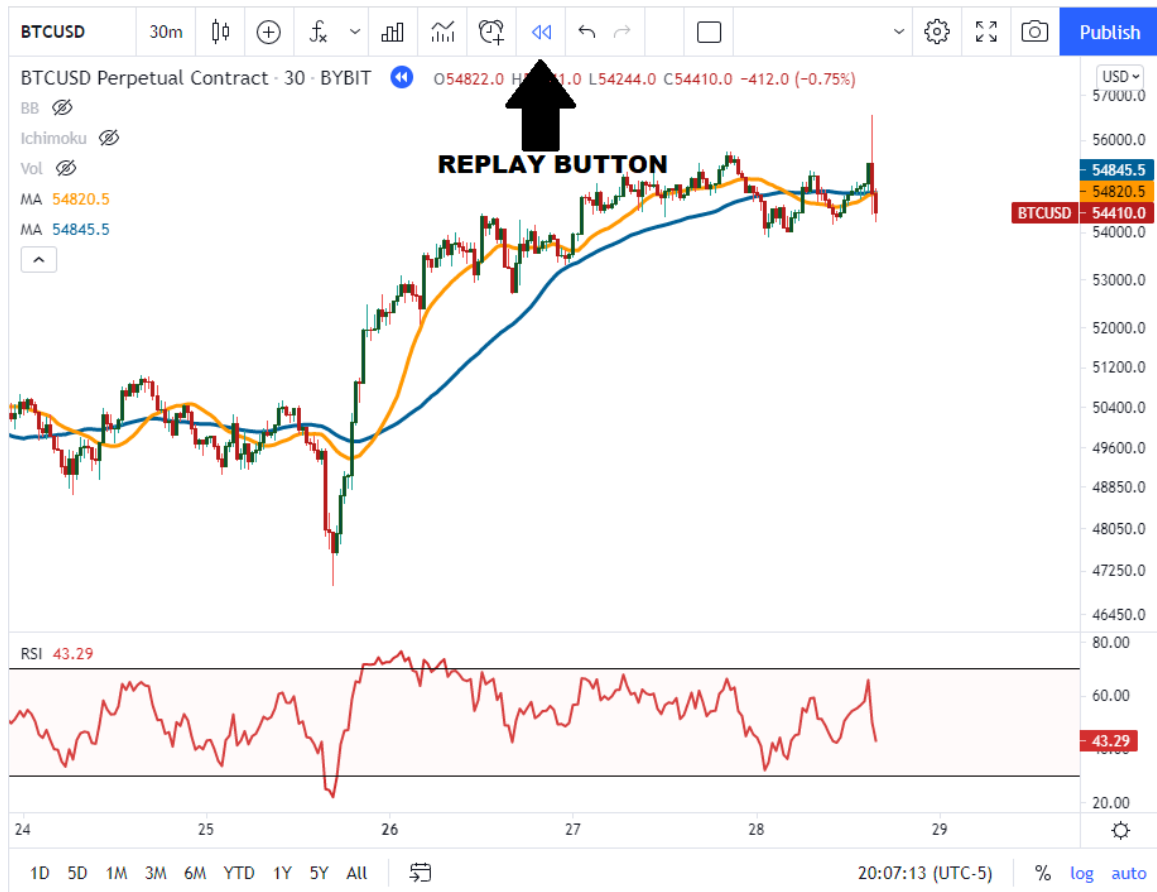 BTCUSD 30m Publish
BTCUSD Perpetual Contract · 30 · BYBIT O54822.0 L54244.0 C54410.0 −412.0 (−0.75%)
USD
BB
Ichimoku
Vol
MA 54820.5
MA 54845.5
REPLAY BUTTON
57000.0
56000.0
54845.5
54820.5
BTCUSD 54410.0
54000.0
53000.0
52000.0
51200.0
50400.0
49600.0
48850.0
48050.0
47250.0
46450.0
RSI 43.29
80.00
60.00
43.29
20.00
24 25 26 27 28 29
1D 5D 1M 3M 6M YTD 1Y 5Y All 20:07:13 (UTC-5) % log auto